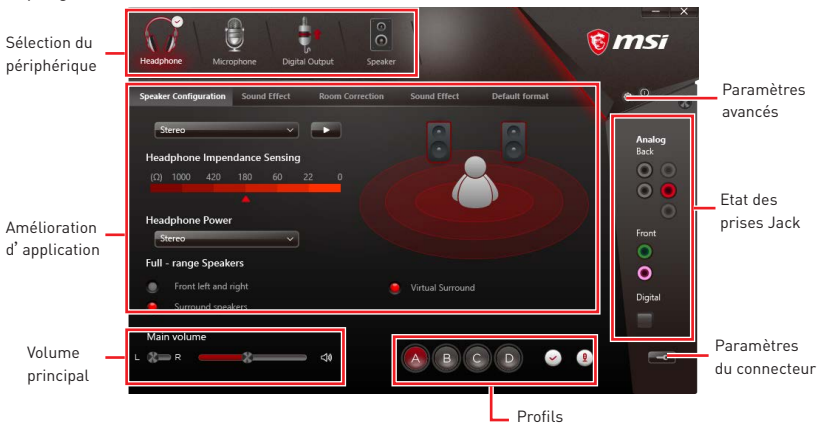 Sélection du
périphérique
Headphone
Microphone
Digital Output
Speaker
msi
Paramètres
avancés
Speaker Configuration
Sound Effect
Room Correction
Sound Effect
Default format
Stereo
Headphone Impendance Sensing
(Ω) 1000 420 180 60 22 0
Headphone Power
Stereo
Full - range Speakers
Front left and right
Virtual Surround
Surround speakers
Amélioration
d’application
Analog
Back
Front
Digital
Etat des
prises Jack
Main volume
L R
Volume
principal
A B C D
Profils
Paramètres
du connecteur